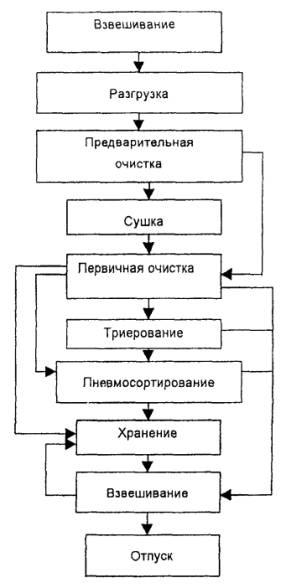 Взвешивание
Разгрузка
Предварительная
очистка
Сушка
Первичная очистка
Триерование
Пневмосортирование
Хранение
Взвешивание
Отпуск